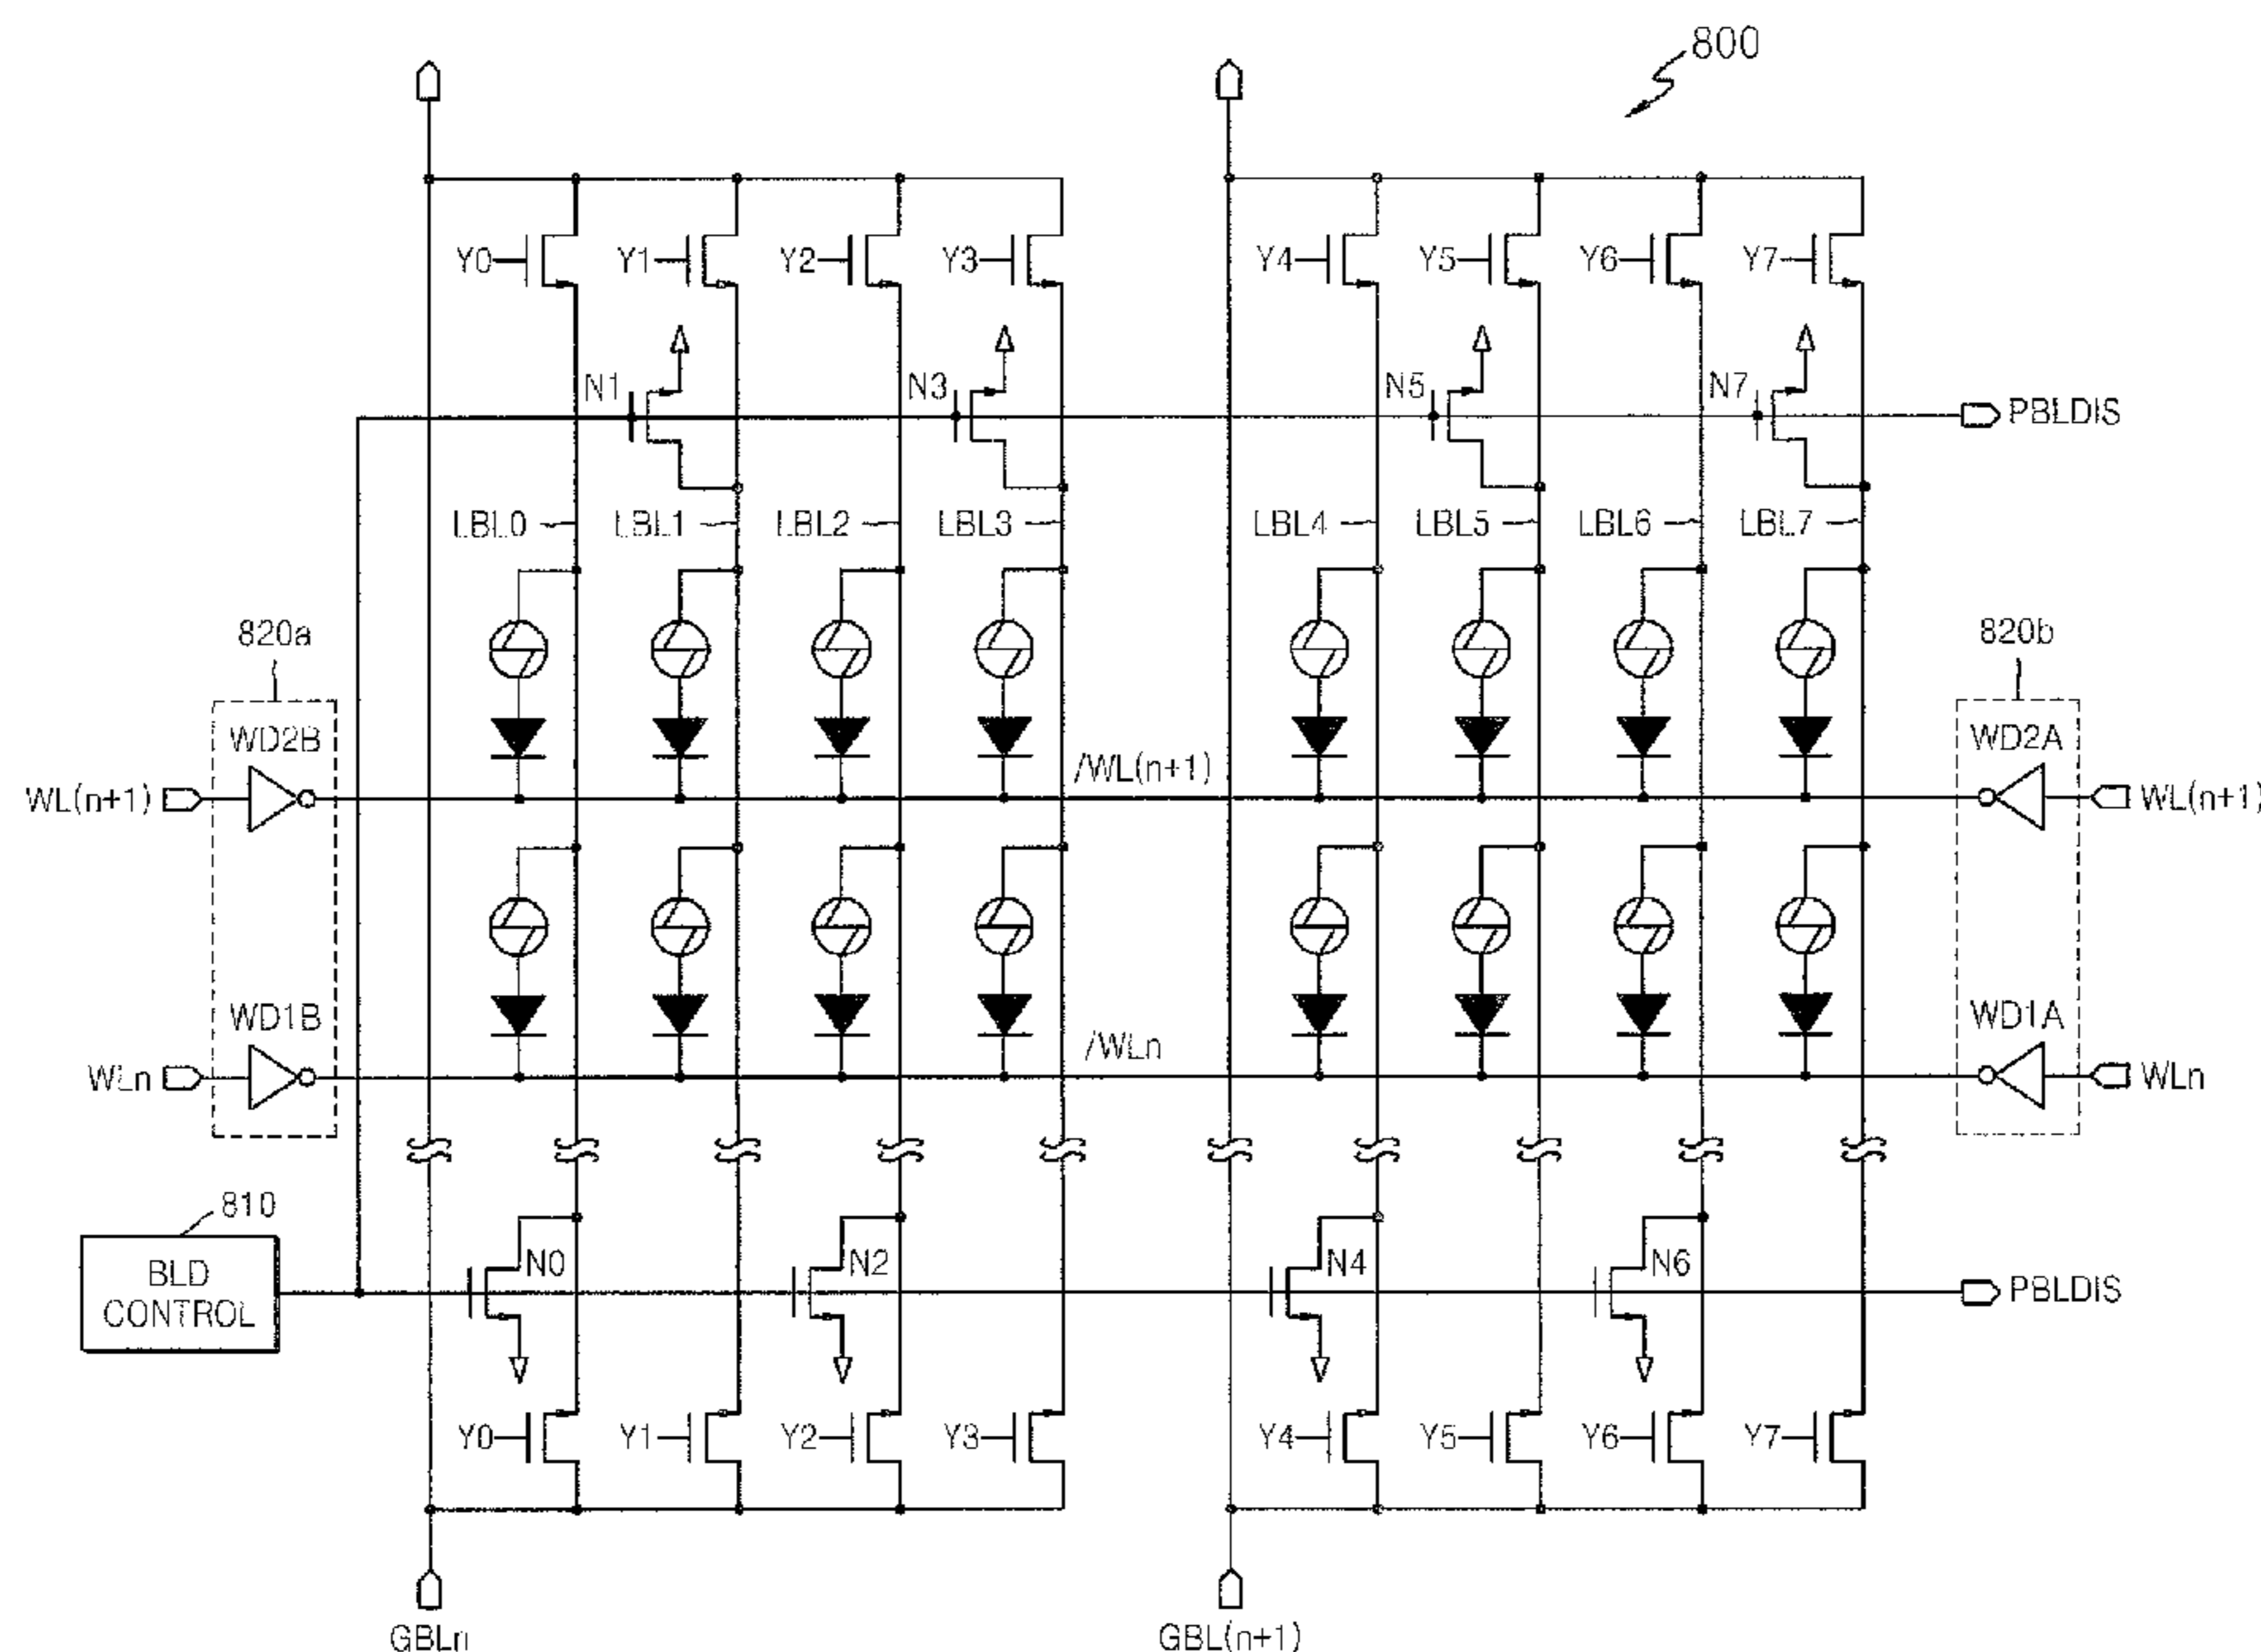 800
Y0 Y1 Y2 Y3 Y4 Y5 Y6 Y7
N1 N3 N5 N7 PBLDIS
LBL0 LBL1 LBL2 LBL3 LBL4 LBL5 LBL6 LBL7
820a 820b
WD2B WD2A
/WL(n+1)
WL(n+1) WL(n+1)
WD1B WD1A
/WLn
WLn WLn
810
BLD
CONTROL
N0 N2 N4 N6 PBLDIS
Y0 Y1 Y2 Y3 Y4 Y5 Y6 Y7
GBLn GBL(n+1)